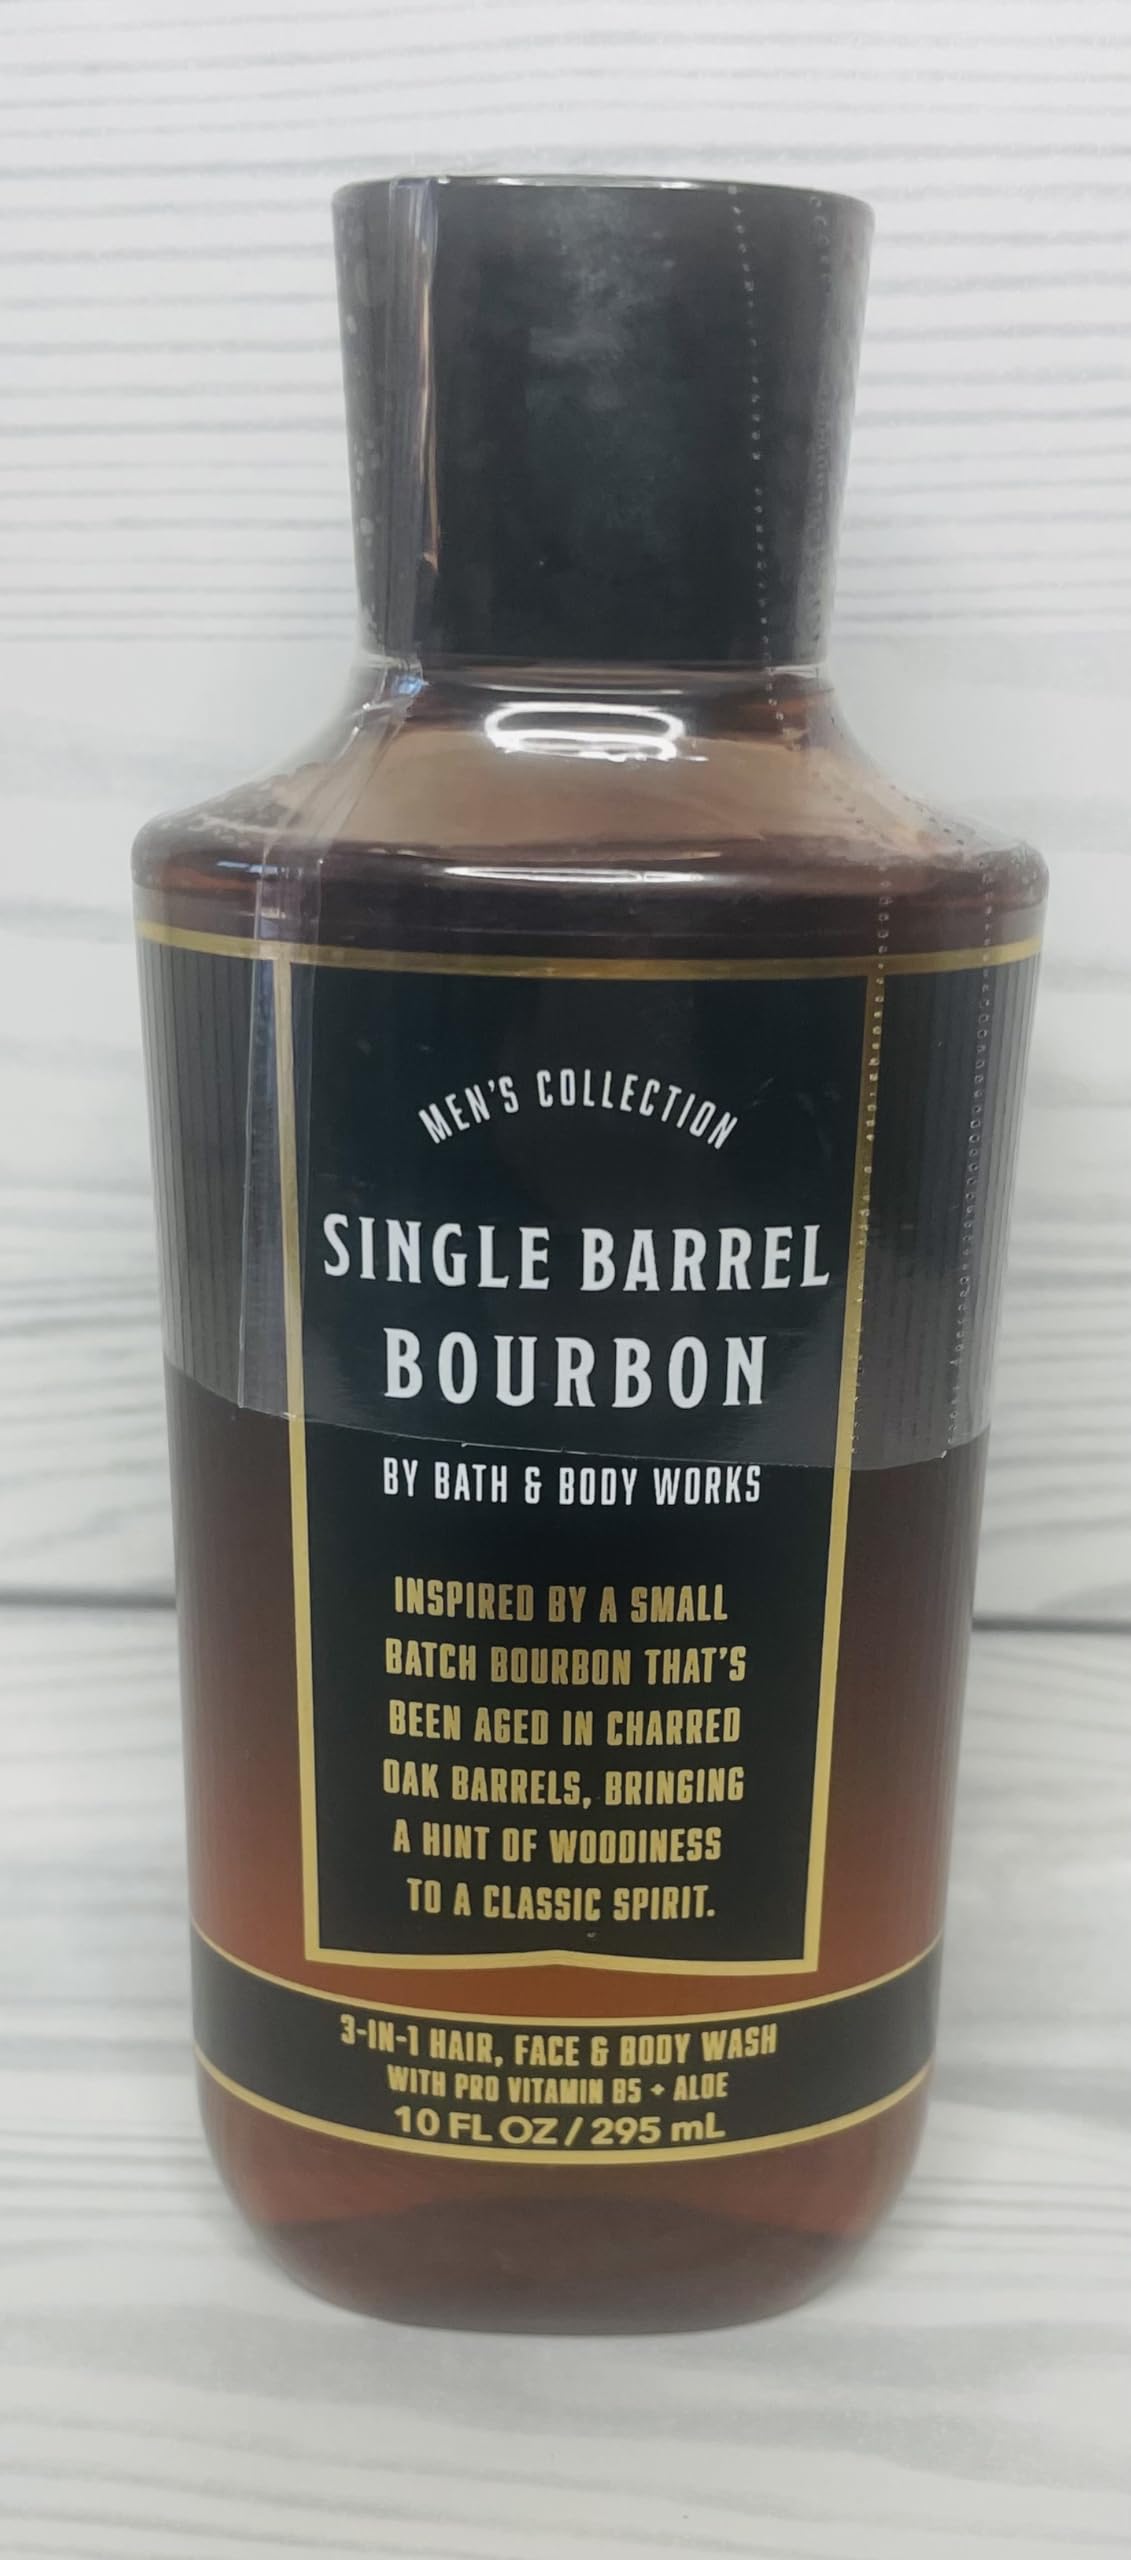 MEN'S COLLECTION
SINGLE BARREL
BOURBON
BY BATH & BODY WORKS
INSPIRED BY A SMALL
BATCH BOURBON THAT'S
BEEN AGED IN CHARRED
OAK BARRELS, BRINGING
A HINT OF WOODINESS
TO A CLASSIC SPIRIT.
3-IN-1 HAIR, FACE & BODY WASH
WITH PRO VITAMIN B5 + ALOE
10 FL OZ / 295 mL